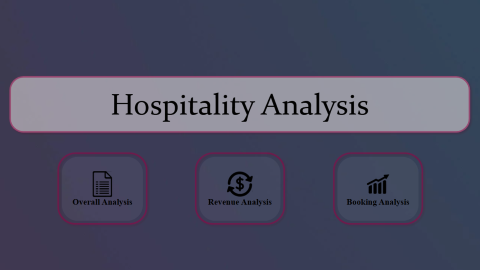 Hospitality Analysis
Overall Analysis
$
Revenue Analysis
Booking Analysis